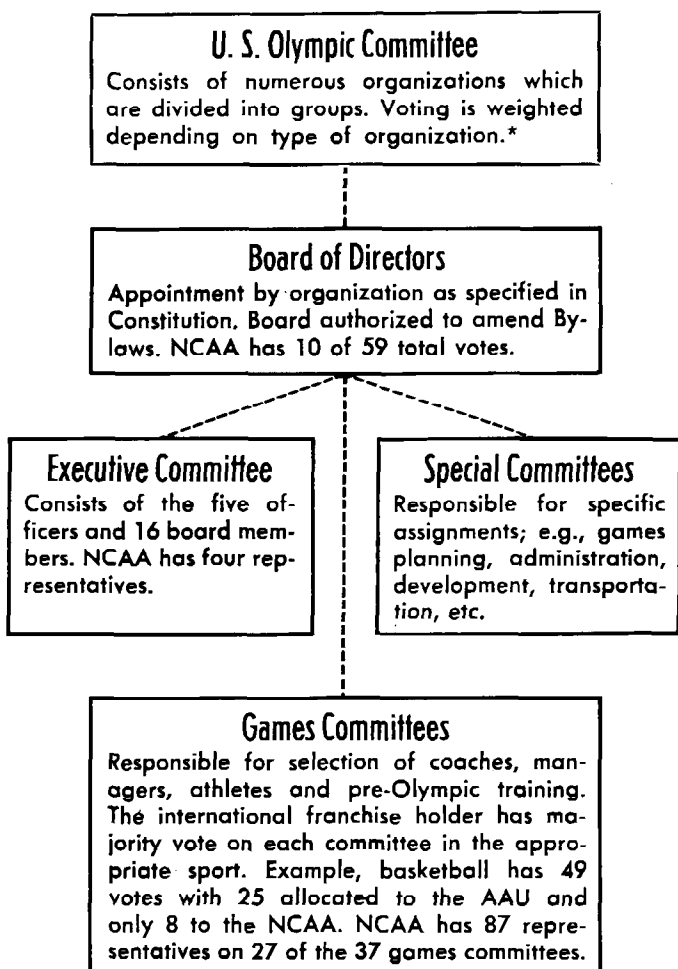 U. S. Olympic Committee
Consists of numerous organizations which
are divided into groups. Voting is weighted
depending on type of organization.*
Board of Directors
Appointment by organization as specified in
Constitution. Board authorized to amend By-
laws. NCAA has 10 of 59 total votes.
Executive Committee
Consists of the five of-
ficers and 16 board mem-
bers. NCAA has four rep-
resentatives.
Special Committees
Responsible for specific
assignments; e.g., games
planning, administration,
development, transporta-
tion, etc.
Games Committees
Responsible for selection of coaches, man-
agers, athletes and pre-Olympic training.
The international franchise holder has ma-
jority vote on each committee in the appro-
priate sport. Example, basketball has 49
votes with 25 allocated to the AAU and
only 8 to the NCAA. NCAA has 87 repre-
sentatives on 27 of the 37 games committees.